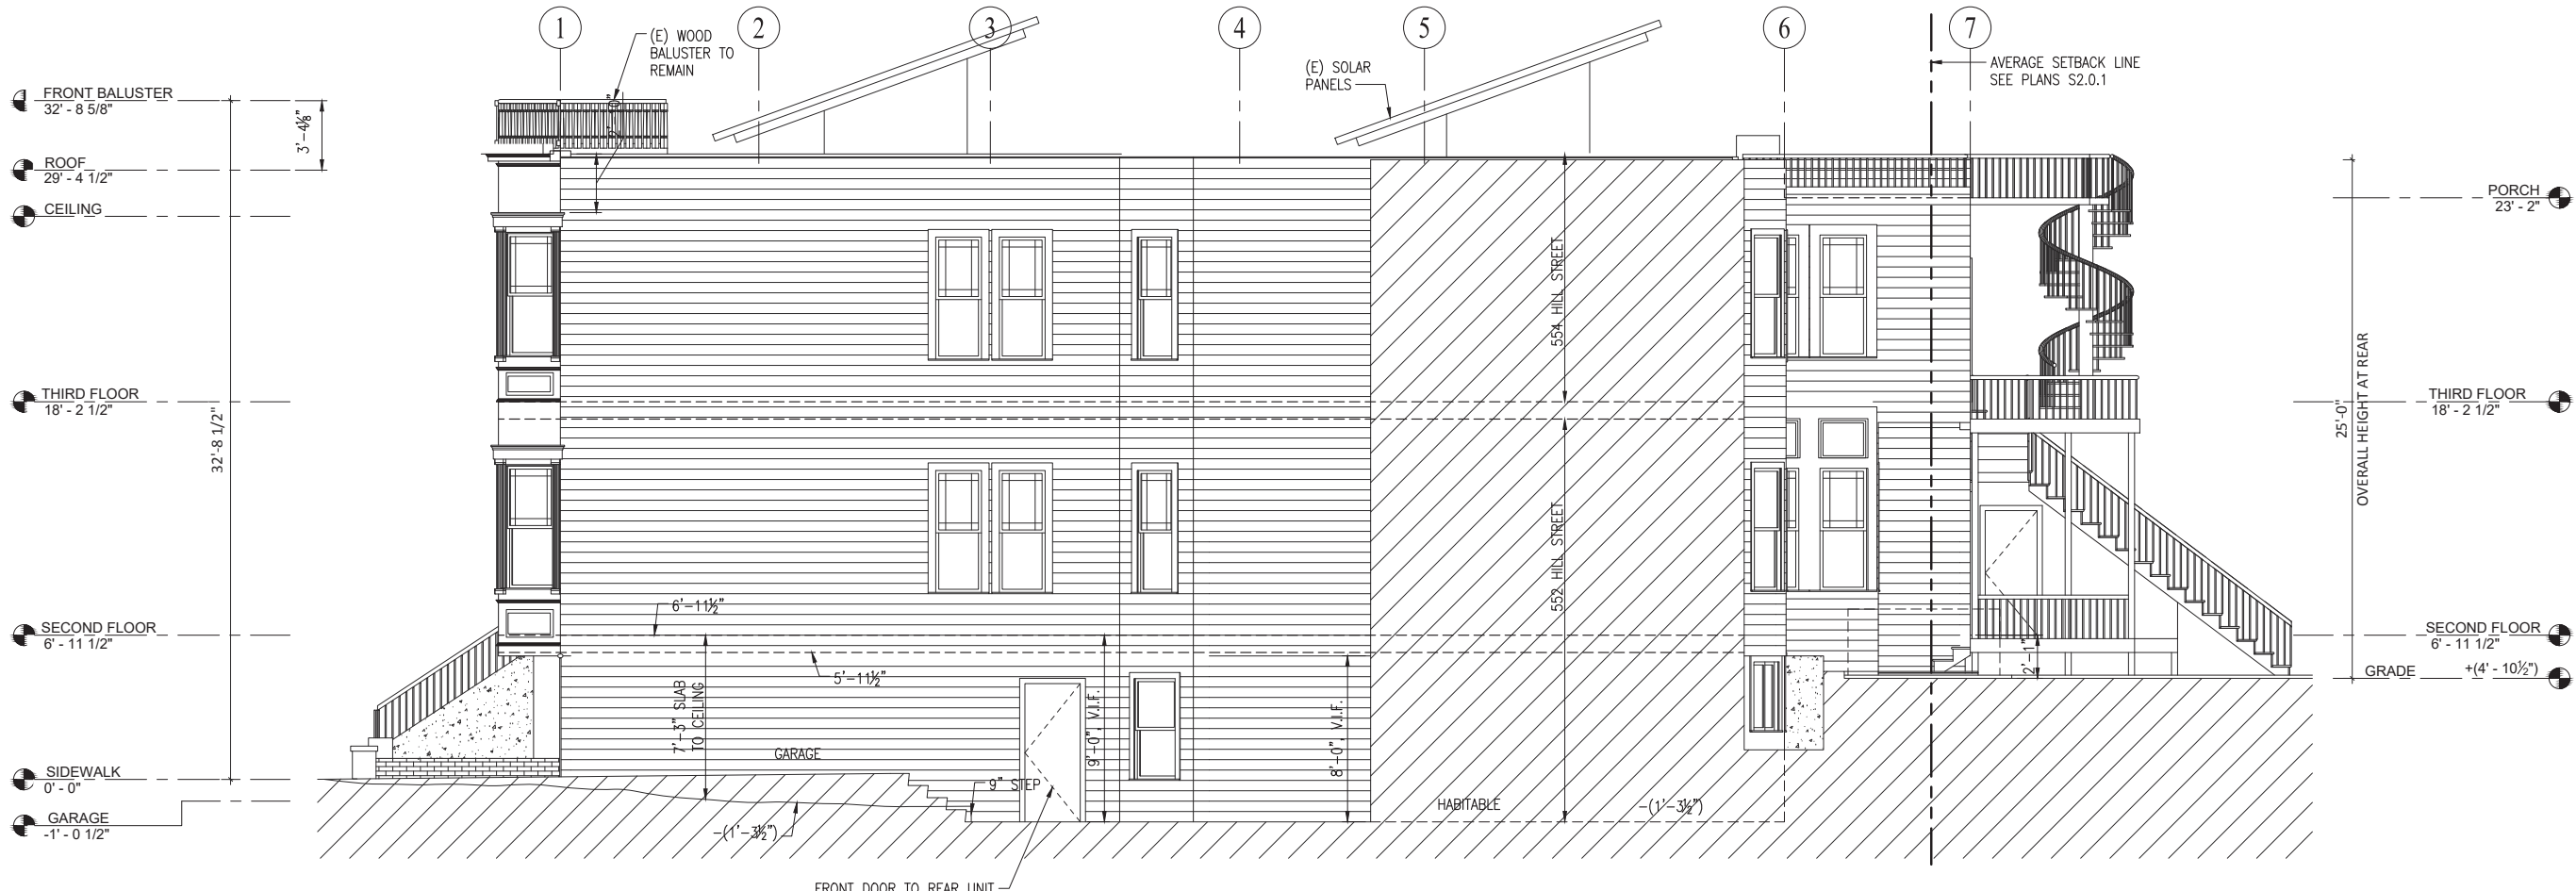 1
2
3
4
5
6
7
(E) WOOD
BALUSTER TO
REMAIN
(E) SOLAR
PANELS
AVERAGE SETBACK LINE
SEE PLANS S2.0.1
FRONT BALUSTER
32' - 8 5/8"
3'-4⅛"
ROOF
29' - 4 1/2"
CEILING
PORCH
23' - 2"
554 HILL STREET
THIRD FLOOR
18' - 2 1/2"
THIRD FLOOR
18' - 2 1/2"
32'-8 1/2"
25'-0"
OVERALL HEIGHT AT REAR
552 HILL STREET
6'-11½"
SECOND FLOOR
6' - 11 1/2"
SECOND FLOOR
6' - 11 1/2"
5'-11½"
2'-1"
GRADE
+(4' - 10½")
7'-3" SLAB
TO CEILING
9'-0", V.I.F.
8'-0", V.I.F.
GARAGE
SIDEWALK
0' - 0"
9" STEP
HABITABLE
-(1'-3½")
GARAGE
-1' - 0 1/2"
-(1'-3½")
FRONT DOOR TO REAR UNIT